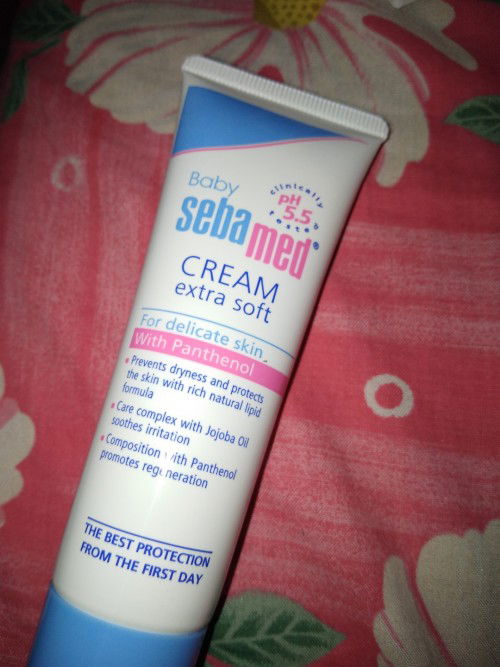 Baby
clinically
pH
5.5
tested
sebamed®
CREAM
extra soft
For delicate skin
With Panthenol
• Prevents dryness and protects
the skin with rich natural lipid
formula
• Care complex with Jojoba Oil
soothes irritation
• Composition with Panthenol
promotes regeneration
THE BEST PROTECTION
FROM THE FIRST DAY